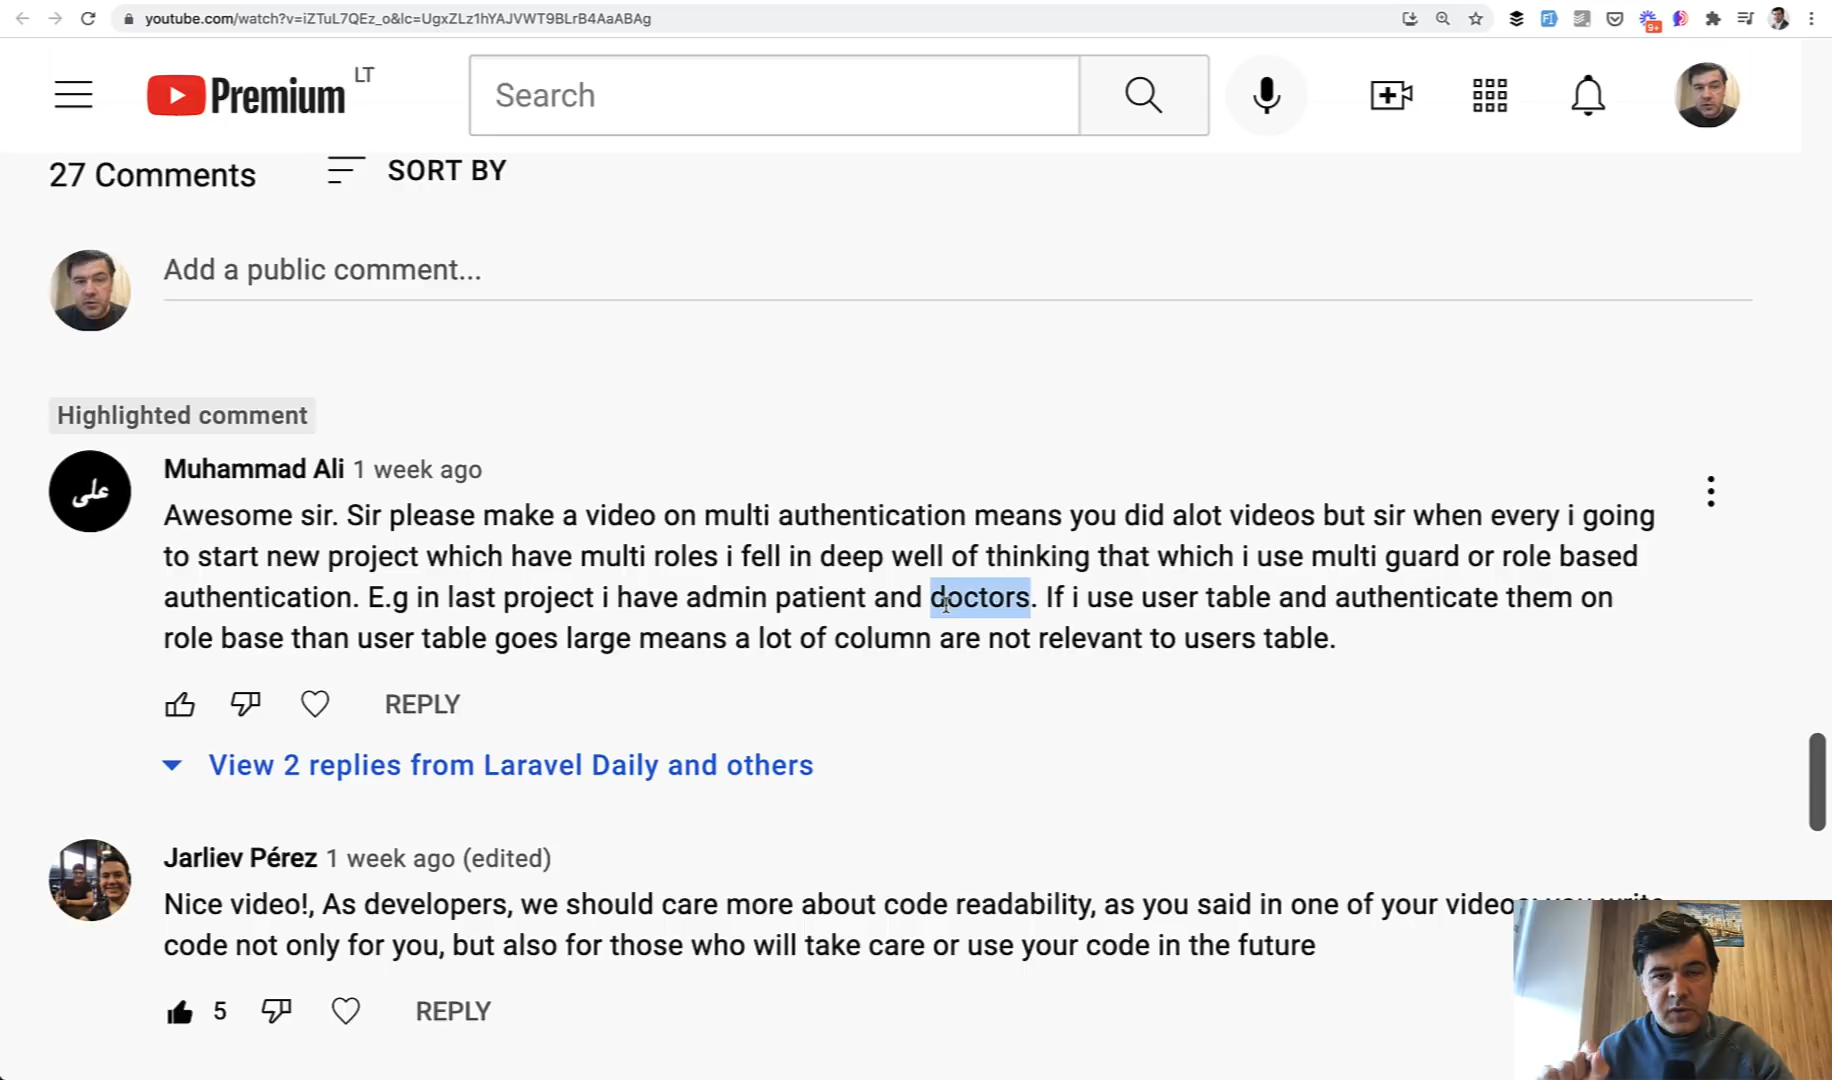 youtube.com/watch?v=iZTuL7QEz_o&lc=UgxZLz1hYAJVWT9BLrB4AaABAg
9+
Premium LT
Search
27 Comments SORT BY
Add a public comment...
Highlighted comment
علی
Muhammad Ali 1 week ago
Awesome sir. Sir please make a video on multi authentication means you did alot videos but sir when every i going
to start new project which have multi roles i fell in deep well of thinking that which i use multi guard or role based
authentication. E.g in last project i have admin patient and doctors. If i use user table and authenticate them on
role base than user table goes large means a lot of column are not relevant to users table.
REPLY
View 2 replies from Laravel Daily and others
Jarliev Pérez 1 week ago (edited)
Nice video!, As developers, we should care more about code readability, as you said in one of your videos: you write
code not only for you, but also for those who will take care or use your code in the future
5 REPLY